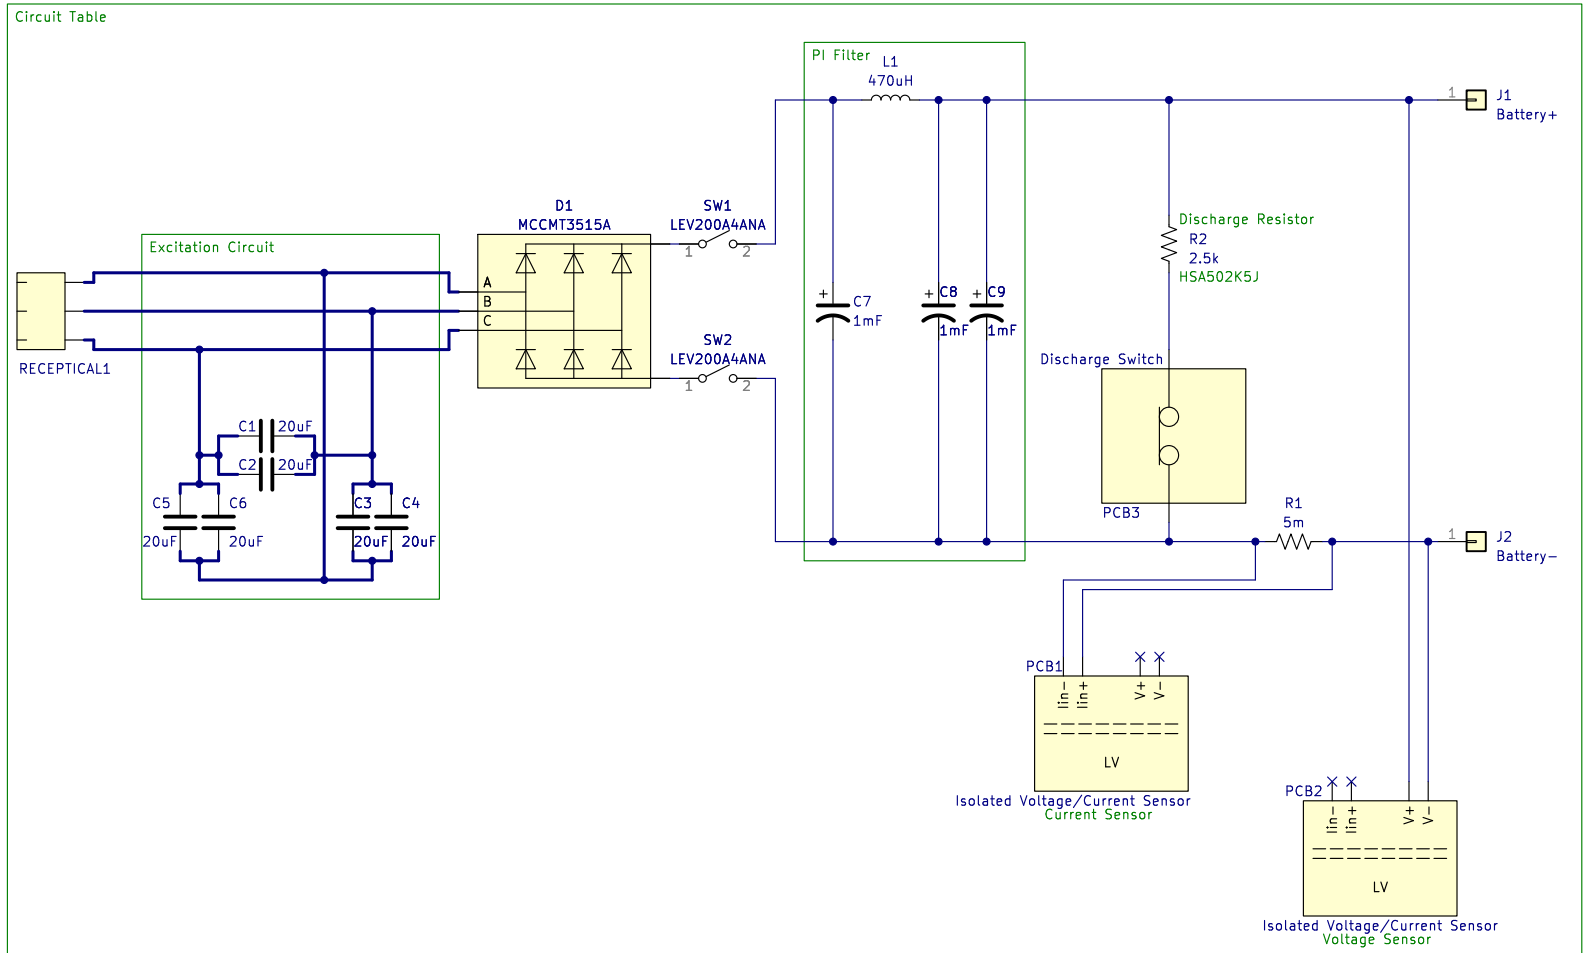 Circuit Table
PI Filter
L1
470uH
1
J1
Battery+
D1
MCCMT3515A
SW1
LEV200A4ANA
1
2
Discharge Resistor
R2
2.5k
HSA502K5J
Excitation Circuit
A
B
C
RECEPTICAL1
+
C7
1mF
+
C8
1mF
+
C9
1mF
SW2
LEV200A4ANA
1
2
Discharge Switch
PCB3
C1
20uF
C2
20uF
C5
20uF
C6
20uF
C3
20uF
C4
20uF
R1
5m
1
J2
Battery-
PCB1
Iin-
Iin+
V+
V-
LV
Isolated Voltage/Current Sensor
Current Sensor
PCB2
Iin-
Iin+
V+
V-
LV
Isolated Voltage/Current Sensor
Voltage Sensor